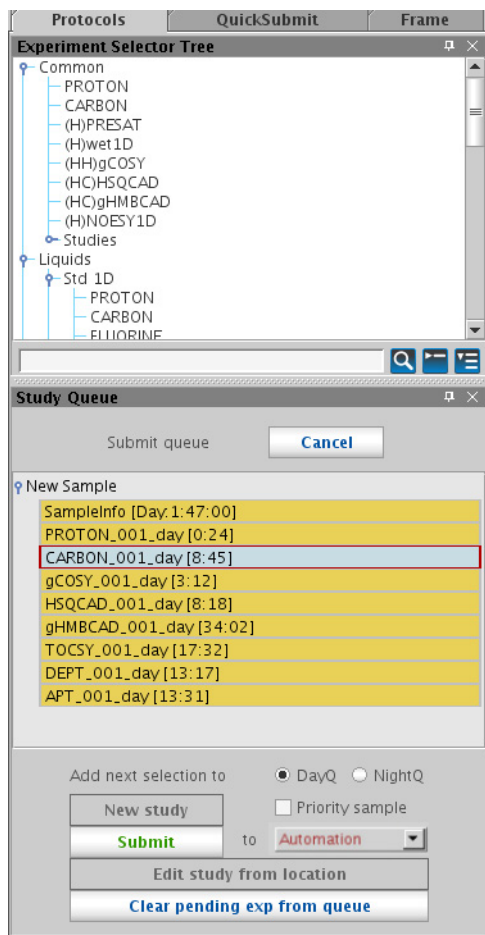 Protocols QuickSubmit Frame
Experiment Selector Tree
Common
PROTON
CARBON
(H)PRESAT
(H)wet1D
(HH)gCOSY
(HC)HSQCAD
(HC)gHMBCAD
(H)NOESY1D
Studies
Liquids
Std 1D
PROTON
CARBON
FLUORINE
Study Queue
Submit queue Cancel
New Sample
SampleInfo [Day: 1:47:00]
PROTON_001_day [0:24]
CARBON_001_day [8:45]
gCOSY_001_day [3:12]
HSQCAD_001_day [8:18]
gHMBCAD_001_day [34:02]
TOCSY_001_day [17:32]
DEPT_001_day [13:17]
APT_001_day [13:31]
Add next selection to DayQ NightQ
New study Priority sample
Submit to Automation
Edit study from location
Clear pending exp from queue